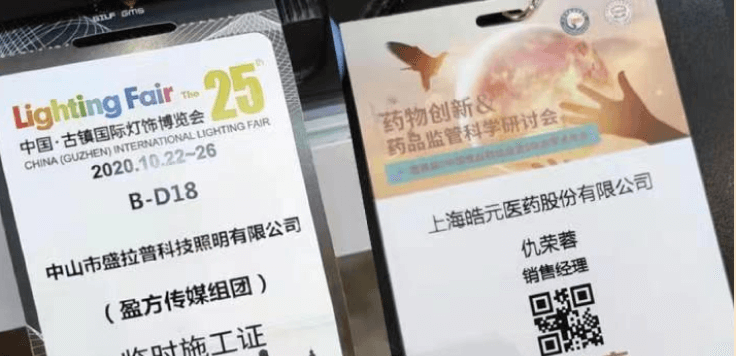 Lighting Fair The 25th
中国·古镇国际灯饰博览会
CHINA (GUZHEN) INTERNATIONAL LIGHTING FAIR
2020.10.22~26
B-D18
中山市盛拉普科技照明有限公司
（盈方传媒组团）
临时施工证
药物创新&
药品监管科学研讨会
上海皓元医药股份有限公司
仇荣蓉
销售经理